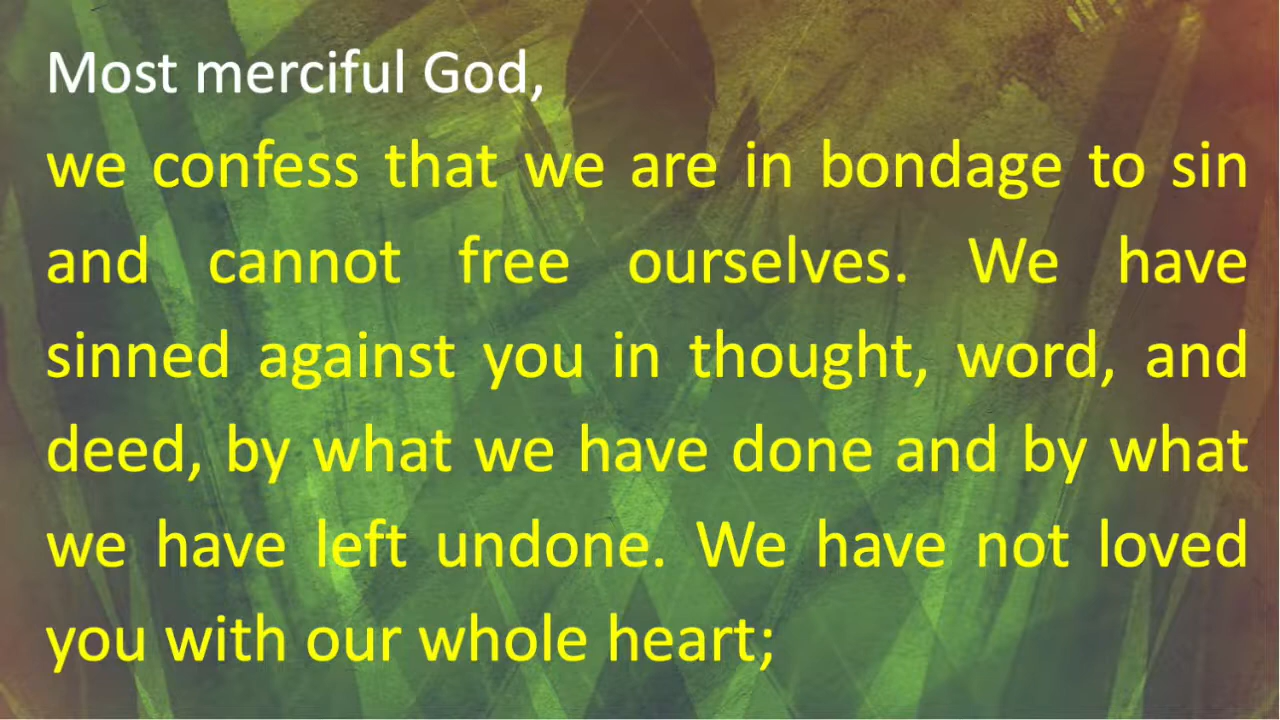 Most merciful God,
we confess that we are in bondage to sin
and cannot free ourselves. We have
sinned against you in thought, word, and
deed, by what we have done and by what
we have left undone. We have not loved
you with our whole heart;